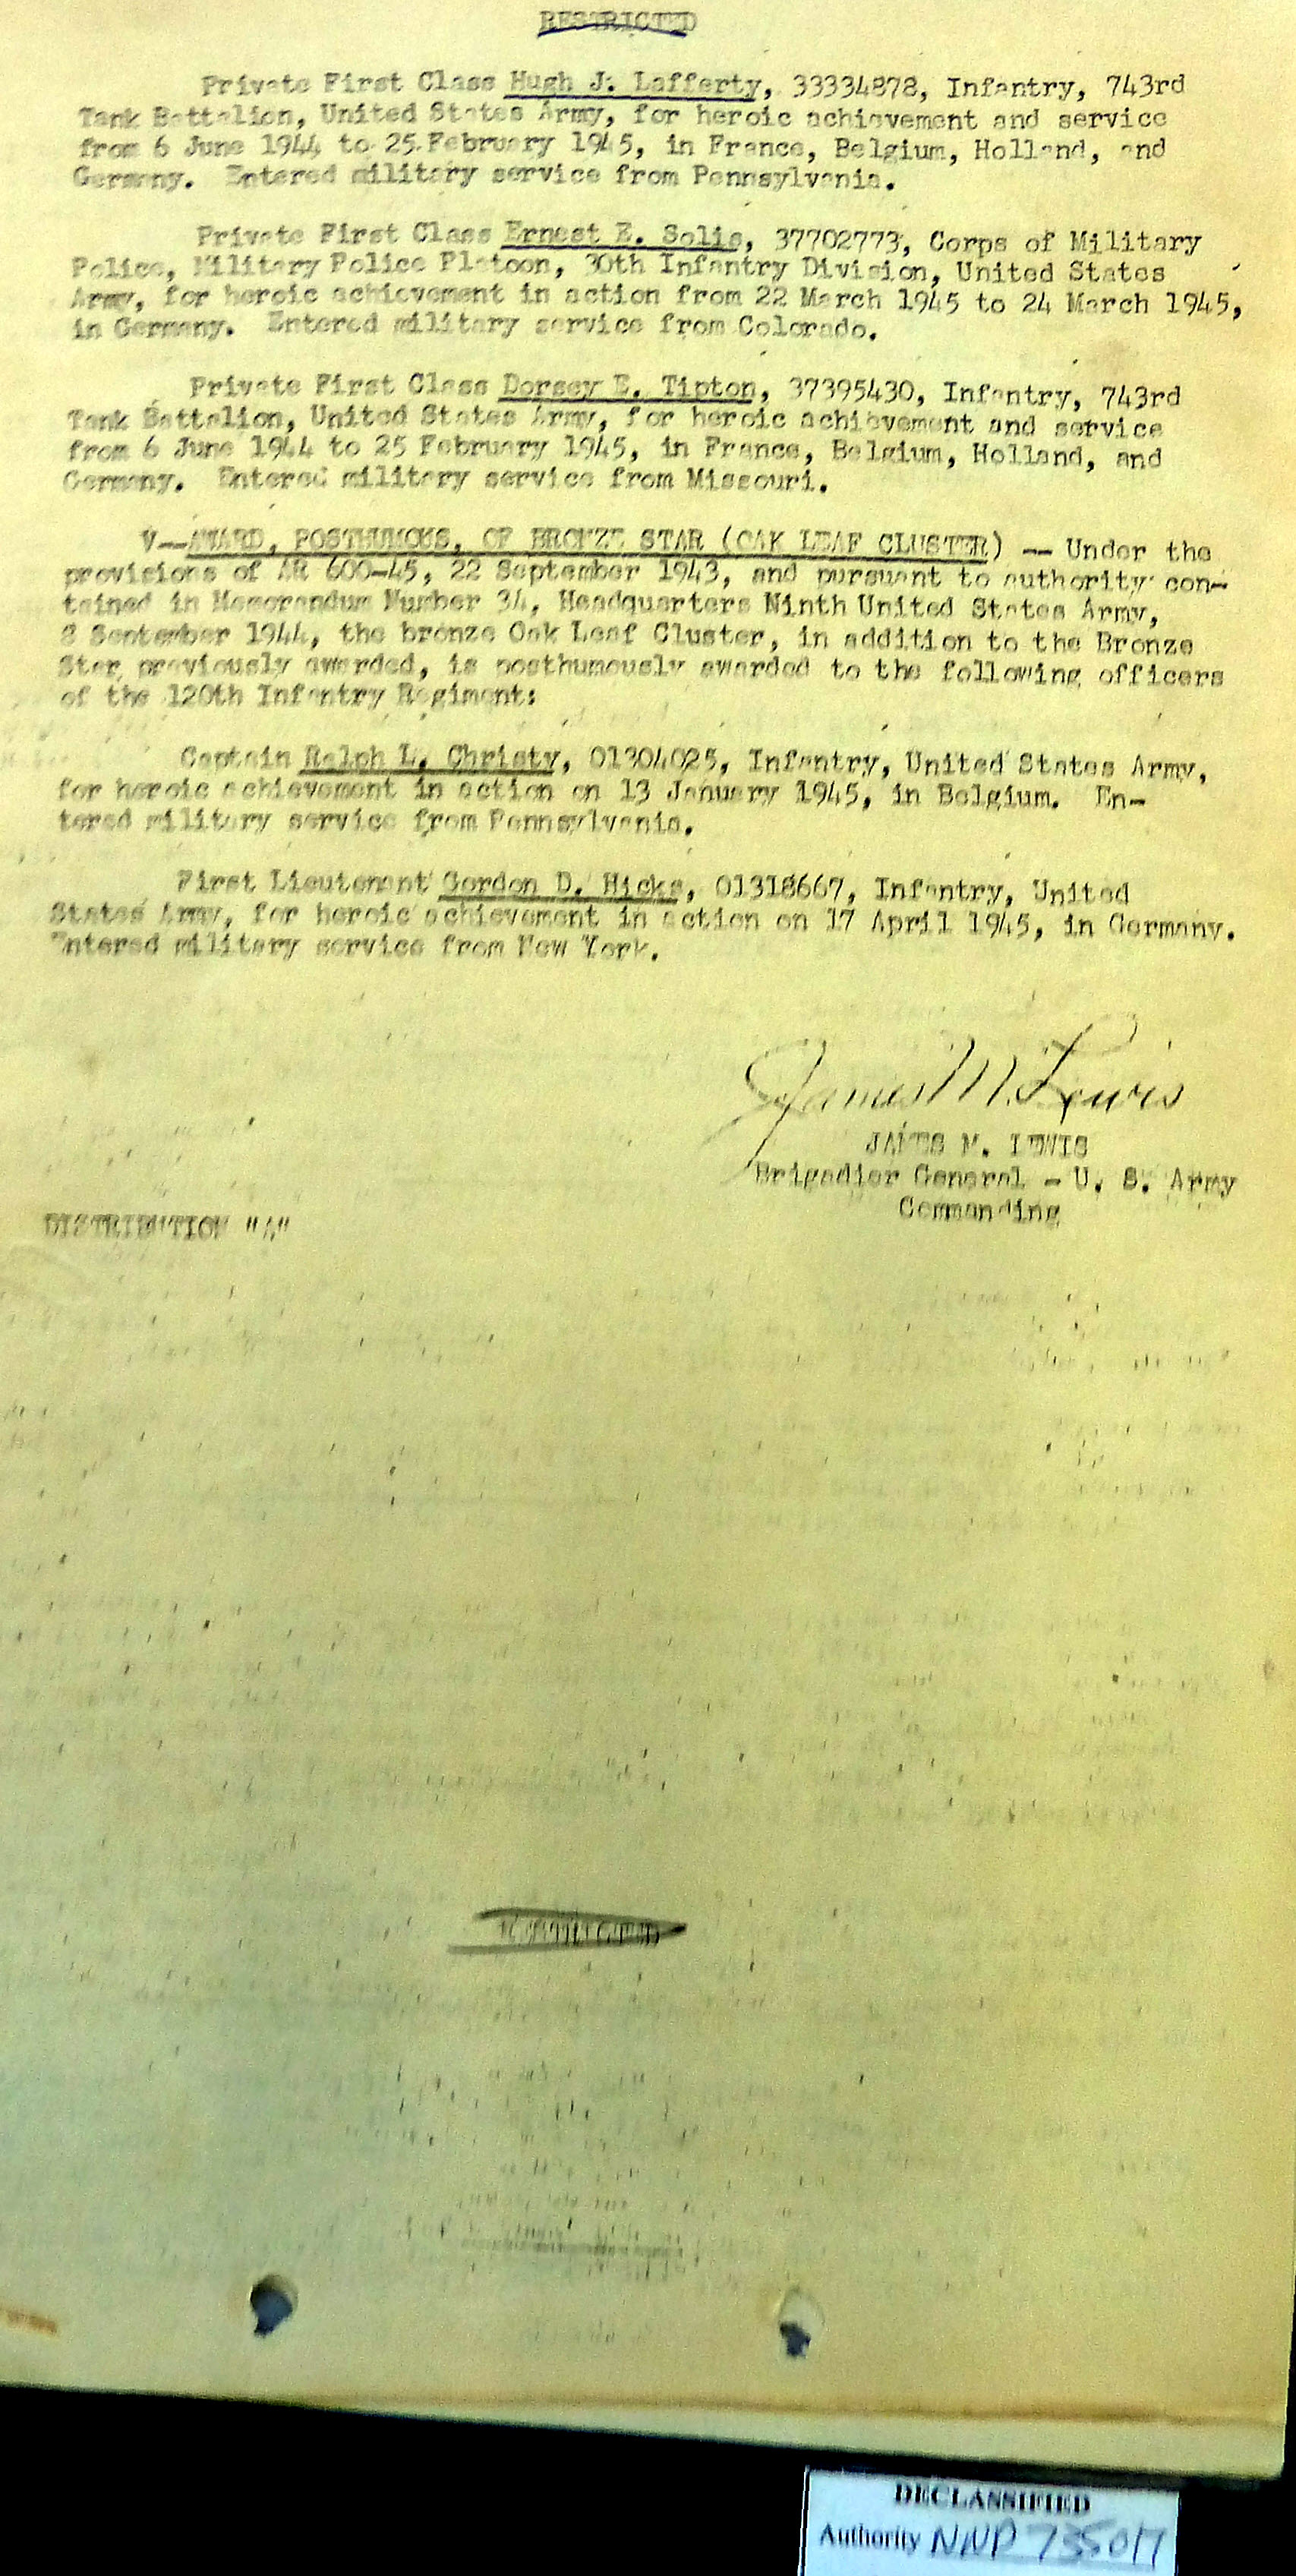 RESTRICTED
Private First Class Hugh J. Lafferty, 33334878, Infantry, 743rd
Tank Battalion, United States Army, for heroic achievement and service
from 6 June 1944 to 25 February 1945, in France, Belgium, Holland, and
Germany. Entered military service from Pennsylvania.
Private First Class Ernest E. Solis, 37702773, Corps of Military
Police, Military Police Platoon, 30th Infantry Division, United States
Army, for heroic achievement in action from 22 March 1945 to 24 March 1945,
in Germany. Entered military service from Colorado.
Private First Class Dorsey E. Tipton, 37395430, Infantry, 743rd
Tank Battalion, United States Army, for heroic achievement and service
from 6 June 1944 to 25 February 1945, in France, Belgium, Holland, and
Germany. Entered military service from Missouri.
V--AWARD, POSTHUMOUS, OF BRONZE STAR (OAK LEAF CLUSTER) -- Under the
provisions of AR 600-45, 22 September 1943, and pursuant to authority con-
tained in Memorandum Number 34, Headquarters Ninth United States Army,
8 September 1944, the bronze Oak Leaf Cluster, in addition to the Bronze
Star previously awarded, is posthumously awarded to the following officers
of the 120th Infantry Regiment:
Captain Ralph L. Christy, 01304025, Infantry, United States Army,
for heroic achievement in action on 13 January 1945, in Belgium. En-
tered military service from Pennsylvania.
First Lieutenant Gordon D. Hicks, 01318667, Infantry, United
States Army, for heroic achievement in action on 17 April 1945, in Germany.
Entered military service from New York.
James M. Lewis
JAMES M. LEWIS
Brigadier General - U. S. Army
Commanding
DISTRIBUTION "A"
RESTRICTED
DECLASSIFIED
Authority NND 735017